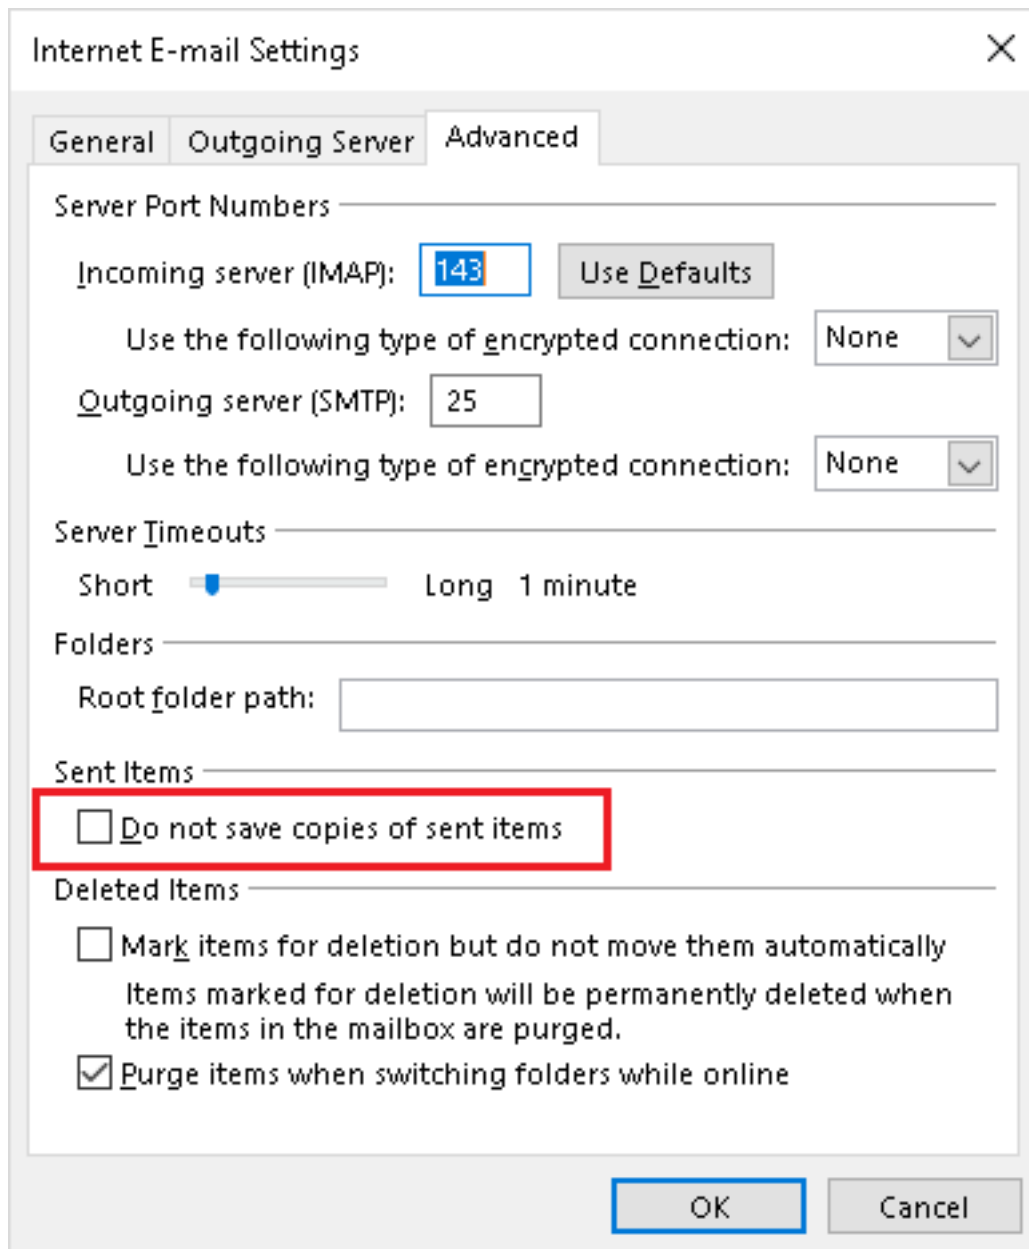 Internet E-mail Settings
General Outgoing Server Advanced
Server Port Numbers
Incoming server (IMAP): 143 Use Defaults
Use the following type of encrypted connection: None
Outgoing server (SMTP): 25
Use the following type of encrypted connection: None
Server Timeouts
Short Long 1 minute
Folders
Root folder path:
Sent Items
Do not save copies of sent items
Deleted Items
Mark items for deletion but do not move them automatically
Items marked for deletion will be permanently deleted when
the items in the mailbox are purged.
Purge items when switching folders while online
OK Cancel